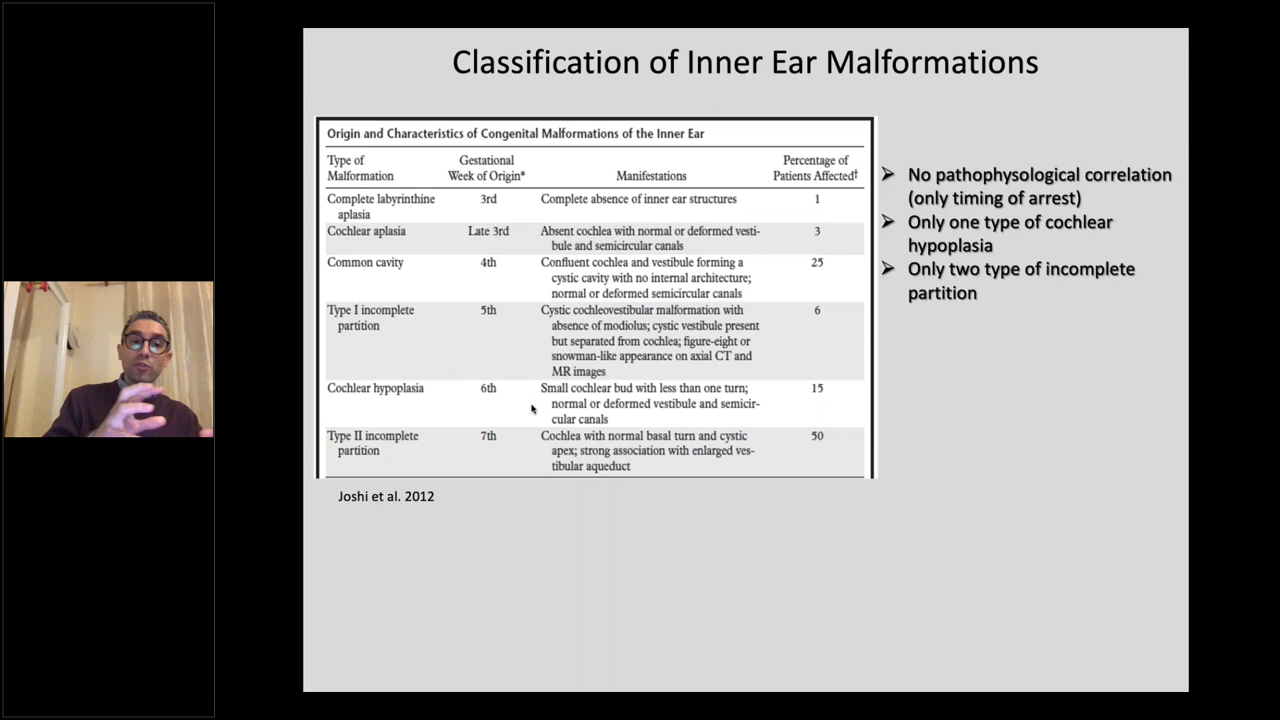 Classification of Inner Ear Malformations
Origin and Characteristics of Congenital Malformations of the Inner Ear
Type of Malformation
Gestational Week of Origin*
Manifestations
Percentage of Patients Affected†
Complete labyrinthine aplasia
3rd
Complete absence of inner ear structures
1
Cochlear aplasia
Late 3rd
Absent cochlea with normal or deformed vesti-
bule and semicircular canals
3
Common cavity
4th
Confluent cochlea and vestibule forming a
cystic cavity with no internal architecture;
normal or deformed semicircular canals
25
Type I incomplete
partition
5th
Cystic cochleovestibular malformation with
absence of modiolus; cystic vestibule present
but separated from cochlea; figure-eight or
snowman-like appearance on axial CT and
MR images
6
Cochlear hypoplasia
6th
Small cochlear bud with less than one turn;
normal or deformed vestibule and semicir-
cular canals
15
Type II incomplete
partition
7th
Cochlea with normal basal turn and cystic
apex; strong association with enlarged ves-
tibular aqueduct
50
Joshi et al. 2012
➢ No pathophysological correlation
(only timing of arrest)
➢ Only one type of cochlear
hypoplasia
➢ Only two type of incomplete
partition